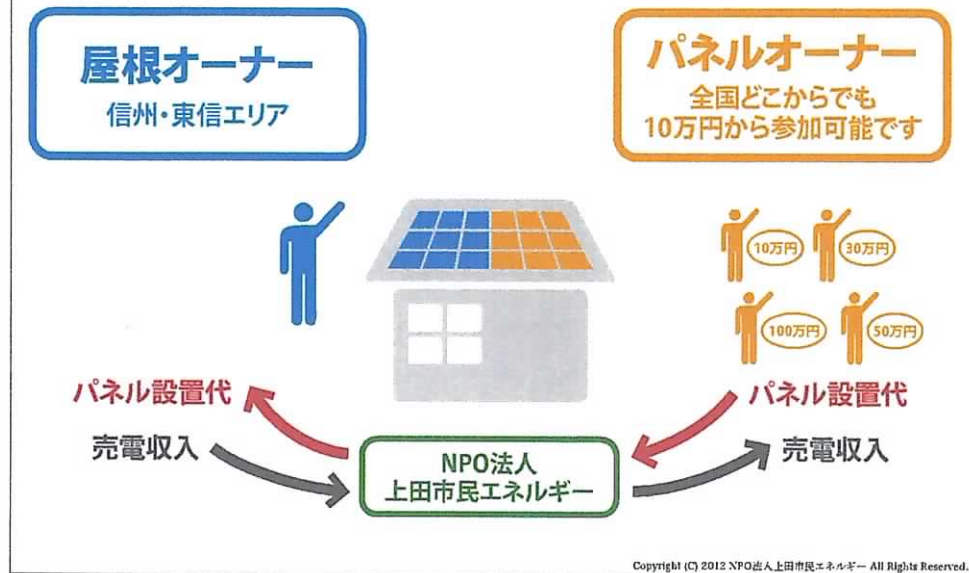 屋根オーナー
信州・東信エリア
パネルオーナー
全国どこからでも
10万円から参加可能です
10万円
30万円
100万円
50万円
パネル設置代
売電収入
パネル設置代
売電収入
NPO法人
上田市民エネルギー
Copyright (C) 2012 NPO法人上田市民エネルギー All Rights Reserved.